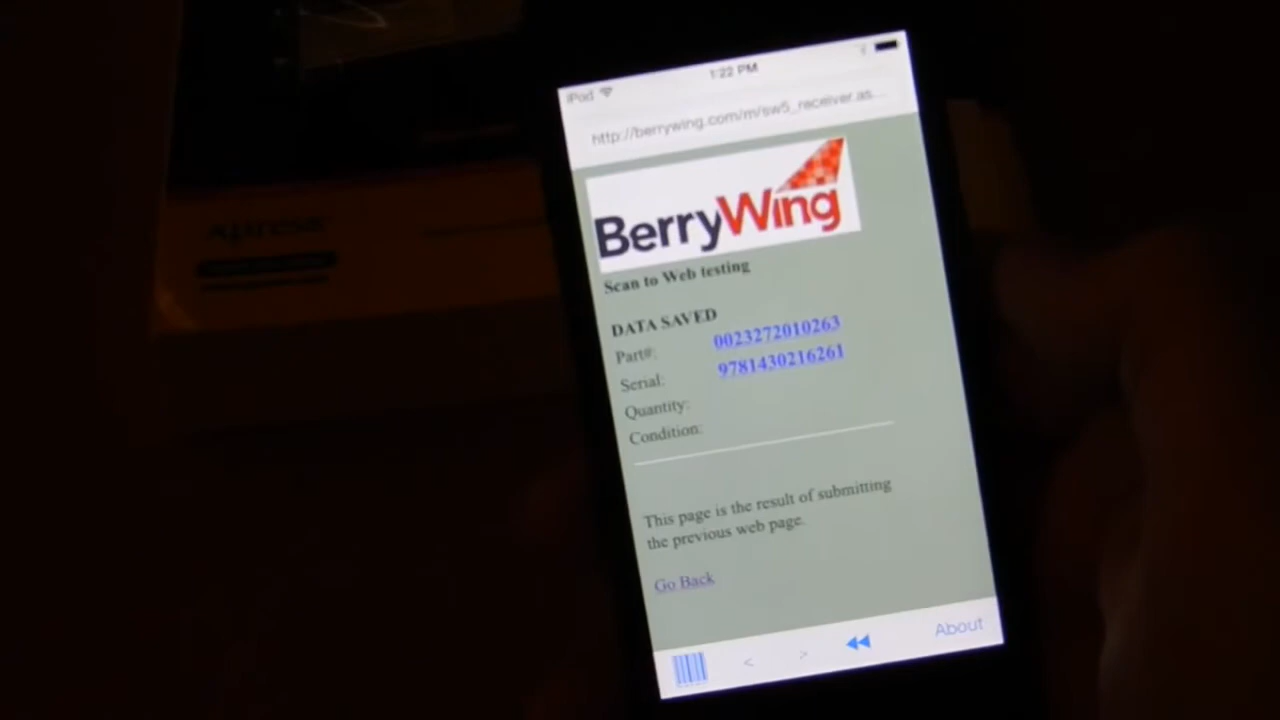 iPod
1:22 PM
http://berrywing.com/m/sw5_receiver.as...
BerryWing
Scan to Web testing
DATA SAVED
Part#: 0023272010263
Serial: 9781430216261
Quantity:
Condition:
This page is the result of submitting
the previous web page.
Go Back
< > About